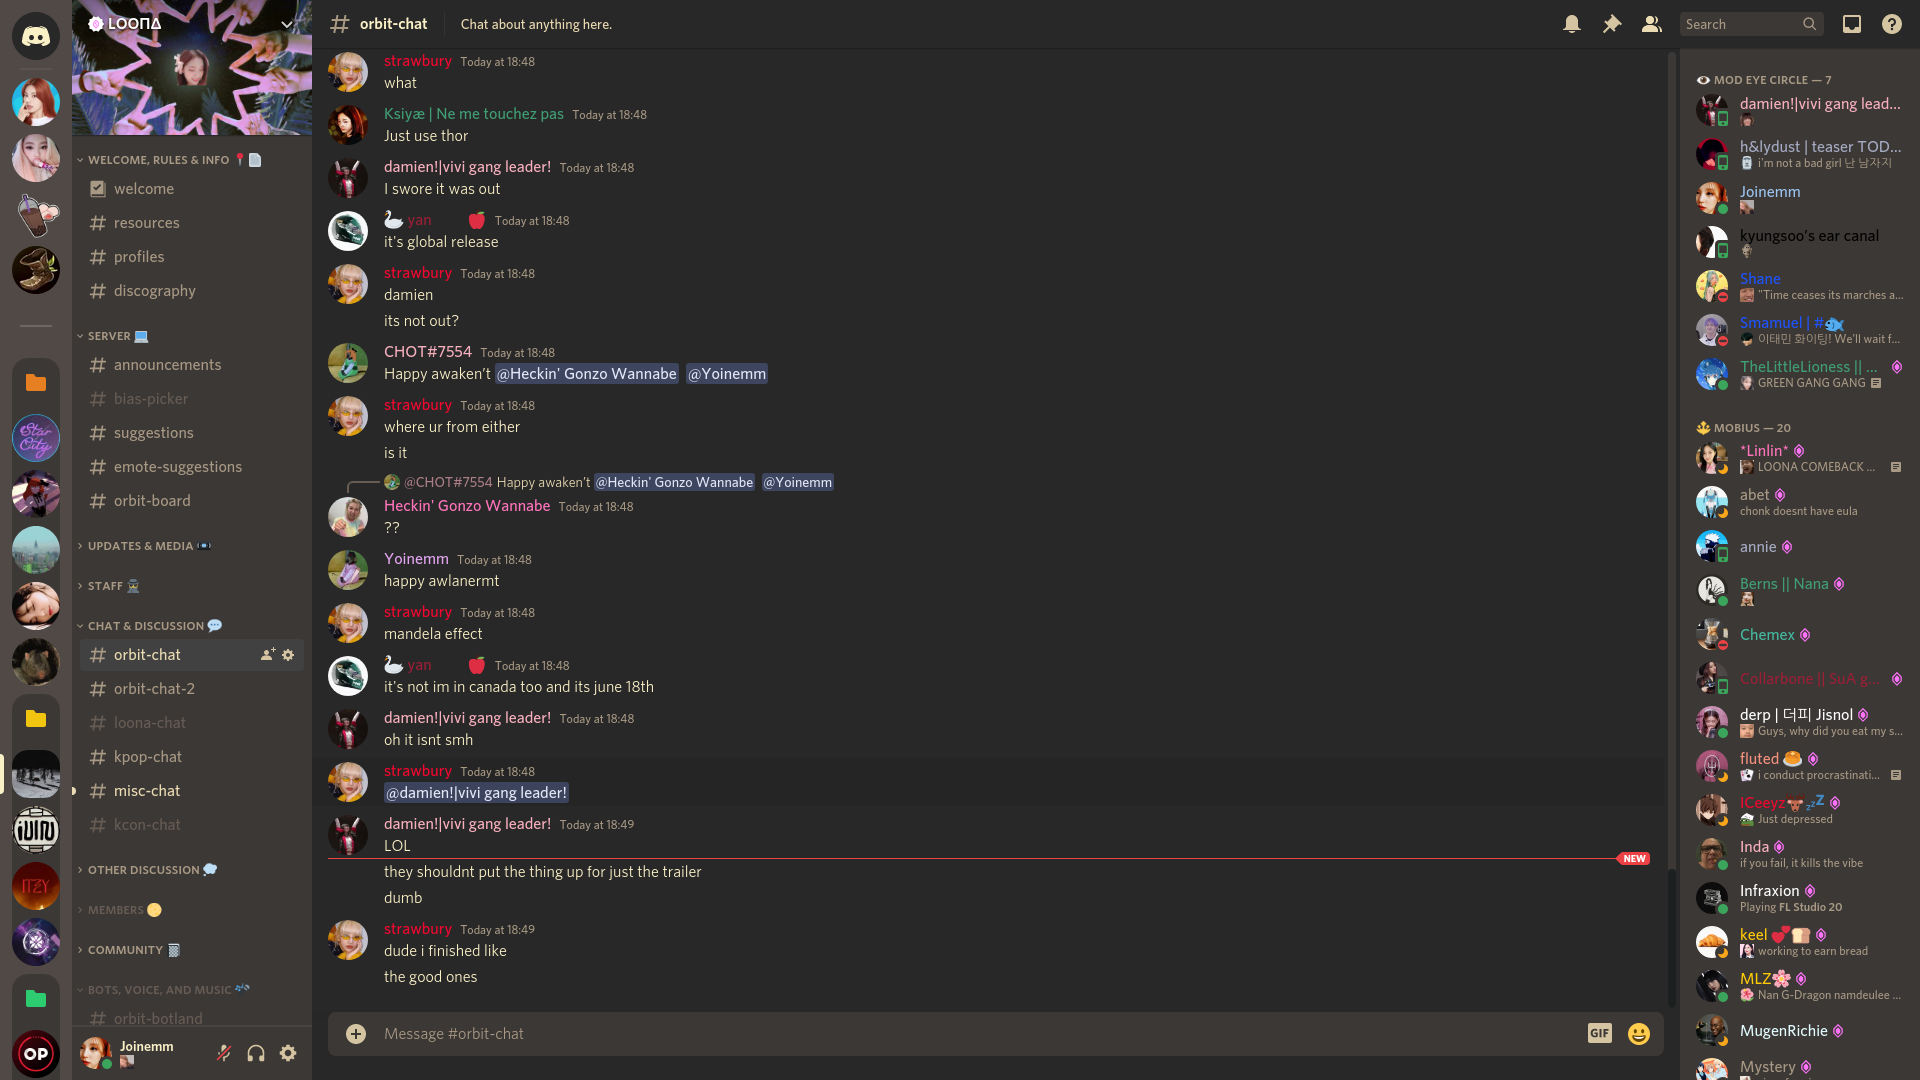 LOOΠΔ
WELCOME, RULES & INFO
welcome
resources
profiles
discography
SERVER
announcements
bias-picker
suggestions
emote-suggestions
orbit-board
UPDATES & MEDIA
STAFF
CHAT & DISCUSSION
orbit-chat
orbit-chat-2
loona-chat
kpop-chat
misc-chat
kcon-chat
OTHER DISCUSSION
MEMBERS
COMMUNITY
BOTS, VOICE, AND MUSIC
orbit-botland
Joinemm
Star City
ITZY
OP
orbit-chat
Chat about anything here.
Search
strawbury Today at 18:48
what
Ksiyæ | Ne me touchez pas Today at 18:48
Just use thor
damien!|vivi gang leader! Today at 18:48
I swore it was out
🦢 yan 🍎 Today at 18:48
it's global release
strawbury Today at 18:48
damien
its not out?
CHOT#7554 Today at 18:48
Happy awaken't @Heckin' Gonzo Wannabe @Yoinemm
strawbury Today at 18:48
where ur from either
is it
@CHOT#7554 Happy awaken't @Heckin' Gonzo Wannabe @Yoinemm
Heckin' Gonzo Wannabe Today at 18:48
??
Yoinemm Today at 18:48
happy awlanermt
strawbury Today at 18:48
mandela effect
🦢 yan 🍎 Today at 18:48
it's not im in canada too and its june 18th
damien!|vivi gang leader! Today at 18:48
oh it isnt smh
strawbury Today at 18:48
@damien!|vivi gang leader!
damien!|vivi gang leader! Today at 18:49
LOL
NEW
they shouldnt put the thing up for just the trailer
dumb
strawbury Today at 18:49
dude i finished like
the good ones
Message #orbit-chat
GIF
MOD EYE CIRCLE — 7
damien!|vivi gang lead...
h&lydust | teaser TOD...
i'm not a bad girl 난 남자지
Joinemm
kyungsoo's ear canal
Shane
"Time ceases its marches a...
Smamuel | #🐟
이태민 화이팅! We'll wait f...
TheLittleLioness || ...
GREEN GANG GANG
MOBIUS — 20
*Linlin*
LOONA COMEBACK ...
abet
chonk doesnt have eula
annie
Berns || Nana
Chemex
Collarbone || SuA g...
derp | 더피 Jisnol
Guys, why did you eat my s...
fluted
i conduct procrastinati...
ICeeyz
Just depressed
Inda
if you fail, it kills the vibe
Infraxion
Playing FL Studio 20
keel
working to earn bread
MLZ
Nan G-Dragon namdeulee ...
MugenRichie
Mystery